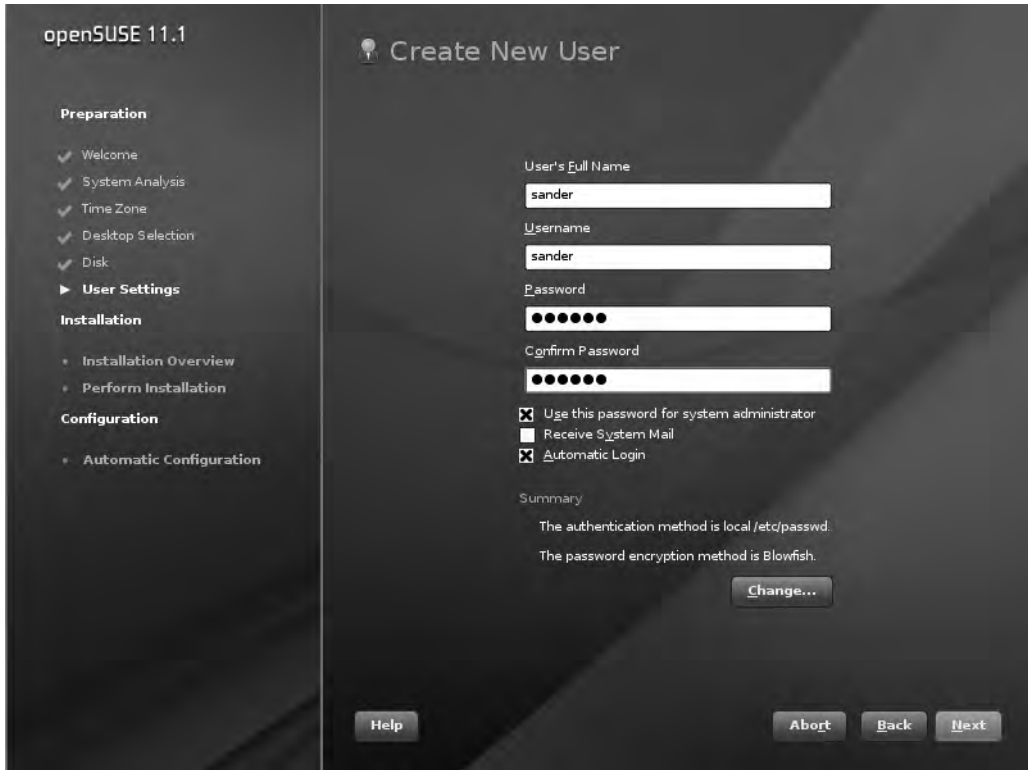 openSUSE 11.1
Preparation
Welcome
System Analysis
Time Zone
Desktop Selection
Disk
User Settings
Installation
Installation Overview
Perform Installation
Configuration
Automatic Configuration
Create New User
User's Full Name
sander
Username
sander
Password
●●●●●●
Confirm Password
●●●●●●
Use this password for system administrator
Receive System Mail
Automatic Login
Summary
The authentication method is local /etc/passwd.
The password encryption method is Blowfish.
Change...
Help
Abort
Back
Next